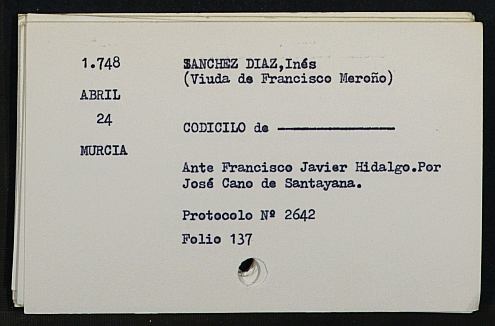 1.748
ABRIL
24
MURCIA
SANCHEZ DIAZ,Inés
(Viuda de Francisco Meroño)
CODICILO de ————————
Ante Francisco Javier Hidalgo.Por
José Cano de Santayana.
Protocolo Nº 2642
Folio 137